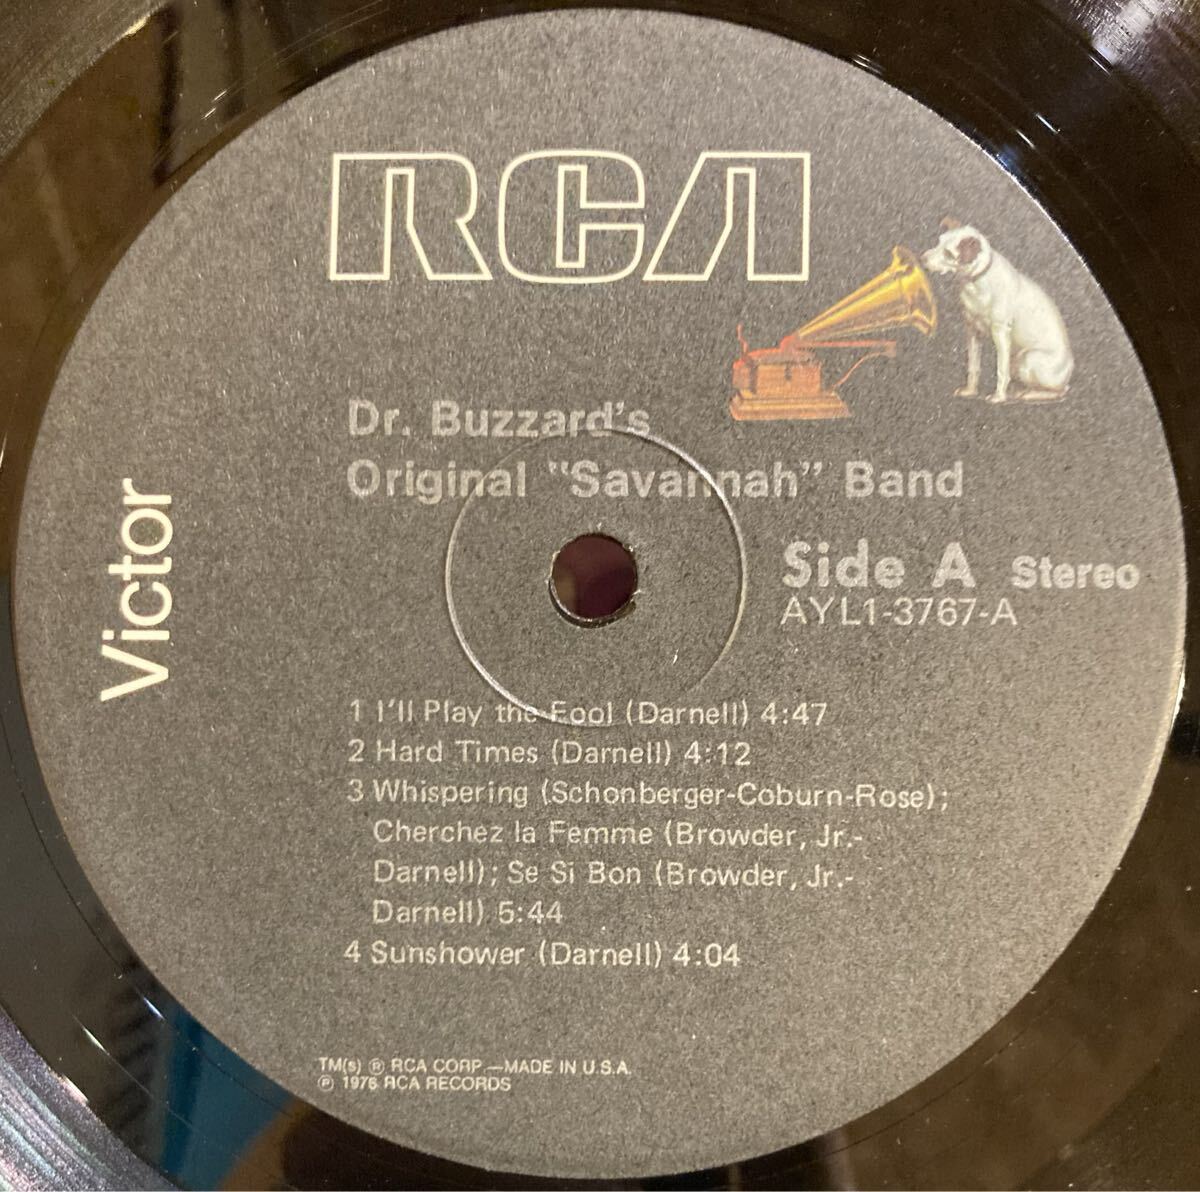 RCA
Dr. Buzzard's
Original "Savannah" Band
Victor
Side A Stereo
AYL1-3767-A
1 I'll Play the Fool (Darnell) 4:47
2 Hard Times (Darnell) 4:12
3 Whispering (Schonberger-Coburn-Rose);
Cherchez la Femme (Browder, Jr.-
Darnell); Se Si Bon (Browder, Jr.-
Darnell) 5:44
4 Sunshower (Darnell) 4:04
TM(s) ® RCA CORP.—MADE IN U.S.A.
℗ 1976 RCA RECORDS